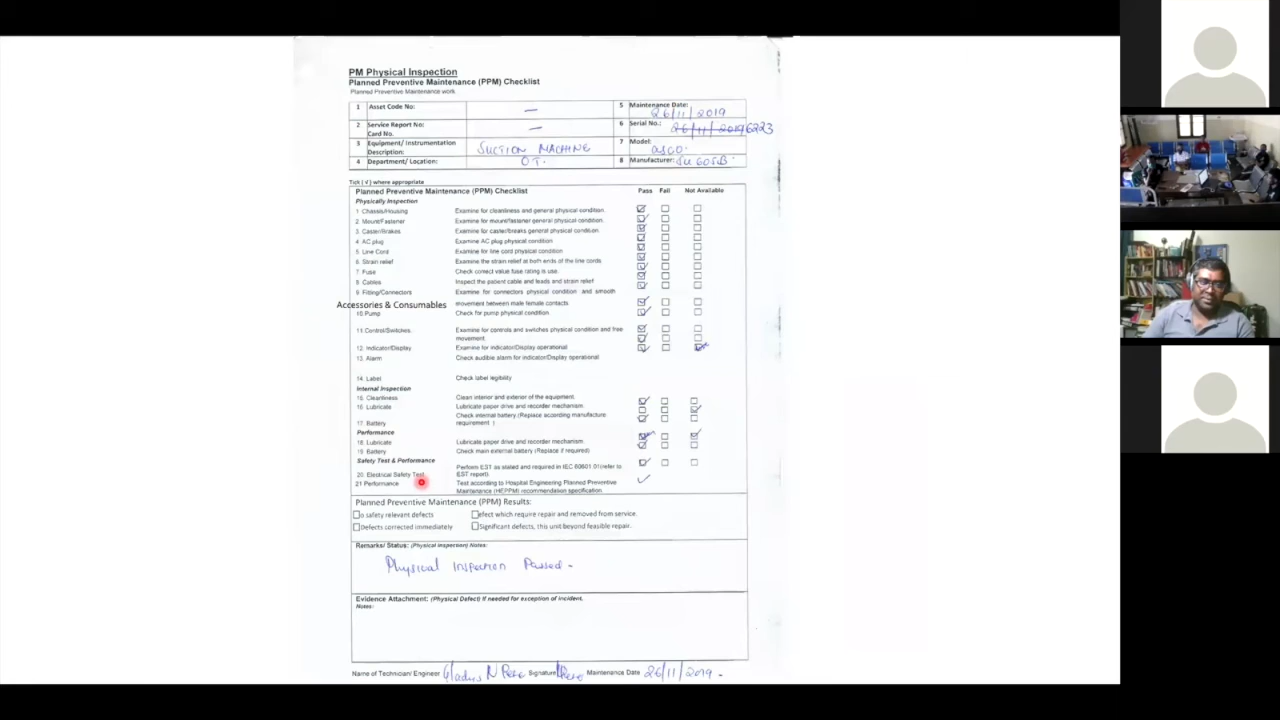 PM Physical Inspection
Planned Preventive Maintenance (PPM) Checklist
Planned Preventive Maintenance work
1 Asset Code No: — 5 Maintenance Date: 26/11/2019
2 Service Report No: Card No. — 6 Serial No.: 26/11/2019 6223
3 Equipment/ Instrumentation Description: SUCTION MACHINE 7 Model:
4 Department/ Location: OT. 8 Manufacturer:
Tick ( √ ) where appropriate
Planned Preventive Maintenance (PPM) Checklist Pass Fail Not Available
Physically Inspection
1 Chassis/Housing Examine for cleanliness and general physical condition.
2 Mount/Fastener Examine for mount/fastener general physical condition.
3. Caster/Brakes Examine for caster/breaks general physical condition.
4 AC plug Examine AC plug physical condition
5. Line Cord Examine for line cord physical condition
6 Strain relief Examine the strain relief at both ends of the line cords
7 Fuse Check correct value fuse rating is use.
8 Cables Inspect the patient cable and leads and strain relief
9 Fitting/Connectors Examine for connectors physical condition and smooth
Accessories & Consumables movement between male female contacts.
10 Pump Check for pump physical condition
11 Control/Switches. Examine for controls and switches physical condition and free
movement.
12. Indicator/Display Examine for indicator/Display operational
13. Alarm Check audible alarm for indicator/Display operational
14. Label Check label legibility
Internal Inspection
15. Cleanliness Clean interior and exterior of the equipment.
16. Lubricate Lubricate paper drive and recorder mechanism.
Check internal battery.(Replace according manufacture
17. Battery requirement )
Performance
18. Lubricate Lubricate paper drive and recorder mechanism.
19. Battery Check main external battery (Replace if required)
Safety Test & Performance
Perform EST as stated and required in IEC 60601.01(refer to
20. Electrical Safety Test EST report).
21 Performance Test according to Hospital Engineering Planned Preventive
Maintenance (HEPPM) recommendation specification
Planned Preventive Maintenance (PPM) Results:
o safety relevant defects efect which require repair and removed from service.
Defects corrected immediately Significant defects, this unit beyond feasible repair.
Remarks/ Status: (Physical Inspection) Notes:
Physical Inspection Passed -
Evidence Attachment: (Physical Defect) If needed for exception of incident.
Notes:
Name of Technician/ Engineer Gladys N Signature Maintenance Date 26/11/2019.